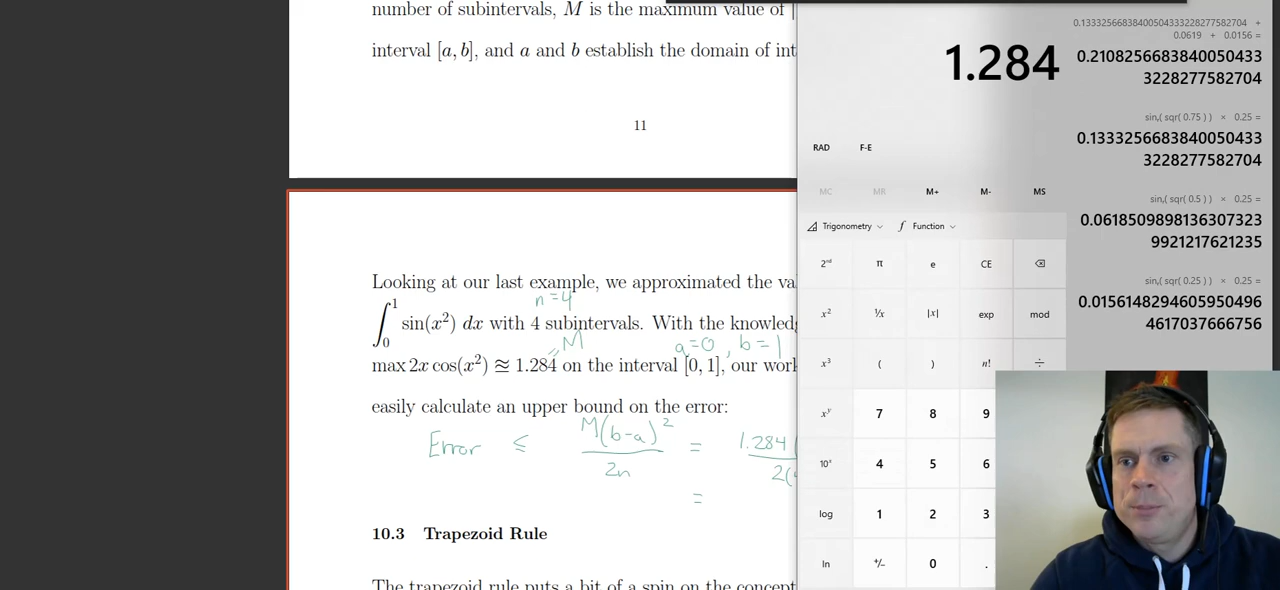 number of subintervals, M is the maximum value of |
interval [a, b], and a and b establish the domain of int
11
Looking at our last example, we approximated the va
n = 4
∫₀¹ sin(x²) dx with 4 subintervals. With the knowledg
= M
a = 0 , b = 1
max 2x cos(x²) ≊ 1.284 on the interval [0, 1], our work
easily calculate an upper bound on the error:
Error ≤ M(b-a)² / 2n = 1.284( / 2(
=
10.3 Trapezoid Rule
The trapezoid rule puts a bit of a spin on the concept
1.284
RAD F-E
MC MR M+ M- MS
Trigonometry f Function
2nd π e CE
x² ¹/x |x| exp mod
x³ ( ) n! ÷
xʸ 7 8 9
10ˣ 4 5 6
log 1 2 3
ln +/- 0 .
0.13332566838400504333228277582704 +
0.0619 + 0.0156 =
0.2108256683840050433
3228277582704
sinᵣ( sqr( 0.75 ) ) × 0.25 =
0.1333256683840050433
3228277582704
sinᵣ( sqr( 0.5 ) ) × 0.25 =
0.0618509898136307323
9921217621235
sinᵣ( sqr( 0.25 ) ) × 0.25 =
0.0156148294605950496
4617037666756